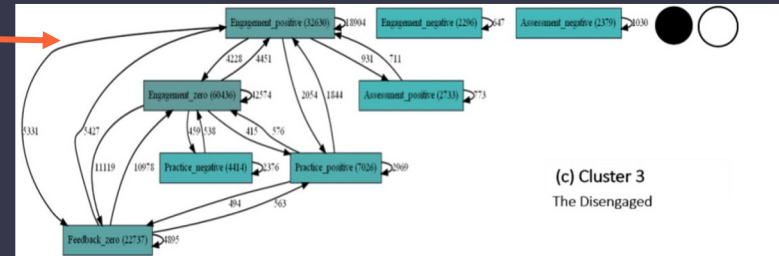 Engagement_positive (32630)
18904
Engagement_negative (2296)
647
Assessment_negative (2379)
1030
4228
4451
931
711
Engagement_zero (60436)
42574
2054
1844
Assessment_positive (2733)
773
5331
5427
459
538
415
576
11119
10978
Practice_negative (4414)
2376
Practice_positive (7026)
2969
(c) Cluster 3
The Disengaged
494
563
Feedback_zero (22737)
4895